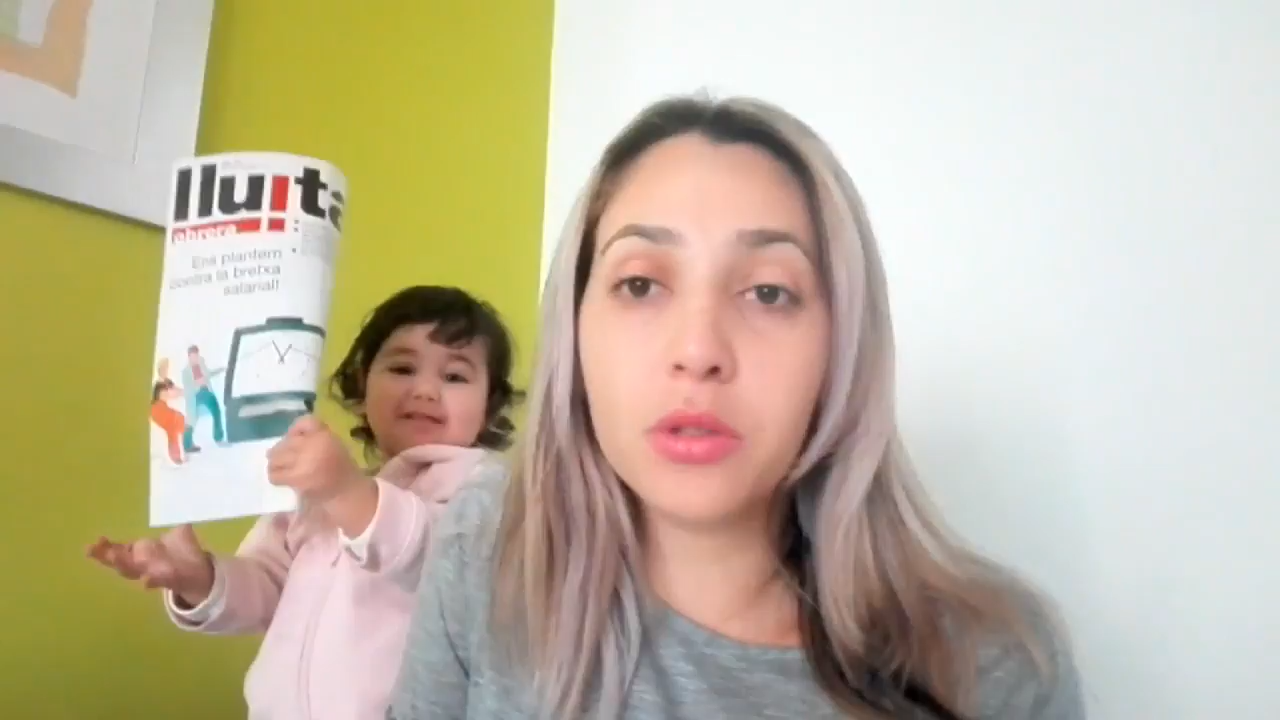 lluita
obrera
Ens plantem
contra la bretxa
salarial!